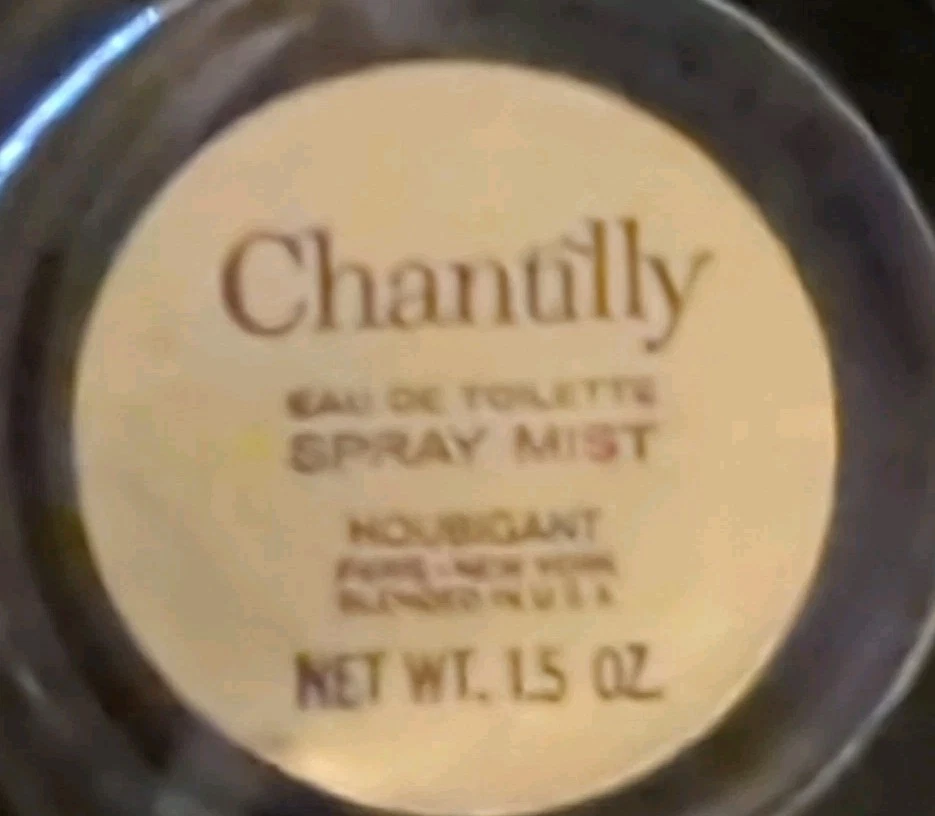 Chantilly
EAU DE TOILETTE
SPRAY MIST
HOUBIGANT
PARIS - NEW YORK
BLENDED IN U.S.A.
NET WT. 1.5 OZ.